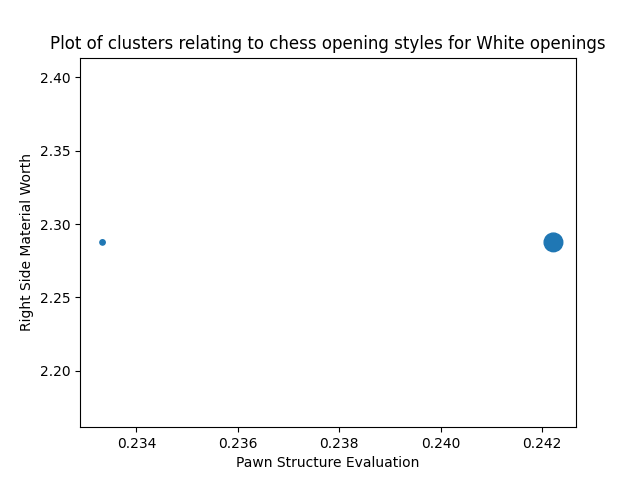 Plot of clusters relating to chess opening styles for White openings
2.40
2.35
2.30
2.25
2.20
Right Side Material Worth
0.234 0.236 0.238 0.240 0.242
Pawn Structure Evaluation